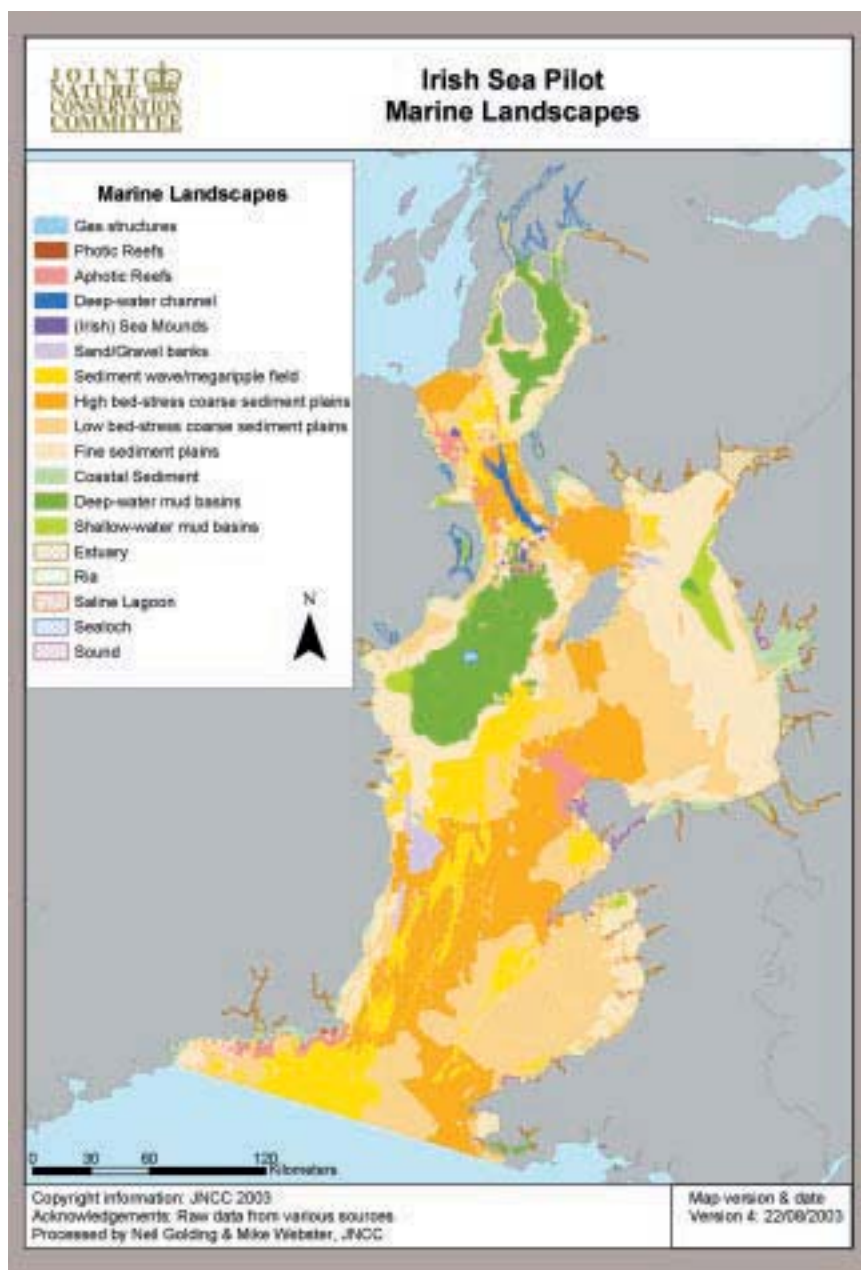 JOINT
NATURE
CONSERVATION
COMMITTEE
Irish Sea Pilot
Marine Landscapes
Marine Landscapes
Gas structures
Photic Reefs
Aphotic Reefs
Deep-water channel
(Irish) Sea Mounds
Sand/Gravel banks
Sediment wave/megaripple field
High bed-stress coarse sediment plains
Low bed-stress coarse sediment plains
Fine sediment plains
Coastal Sediment
Deep-water mud basins
Shallow-water mud basins
Estuary
Ria
Saline Lagoon
Sealoch
Sound
N
0 30 60 120
Kilometers
Copyright information: JNCC 2003
Acknowledgements: Raw data from various sources
Processed by Neil Golding & Mike Webster, JNCC
Map version & date
Version 4: 22/08/2003